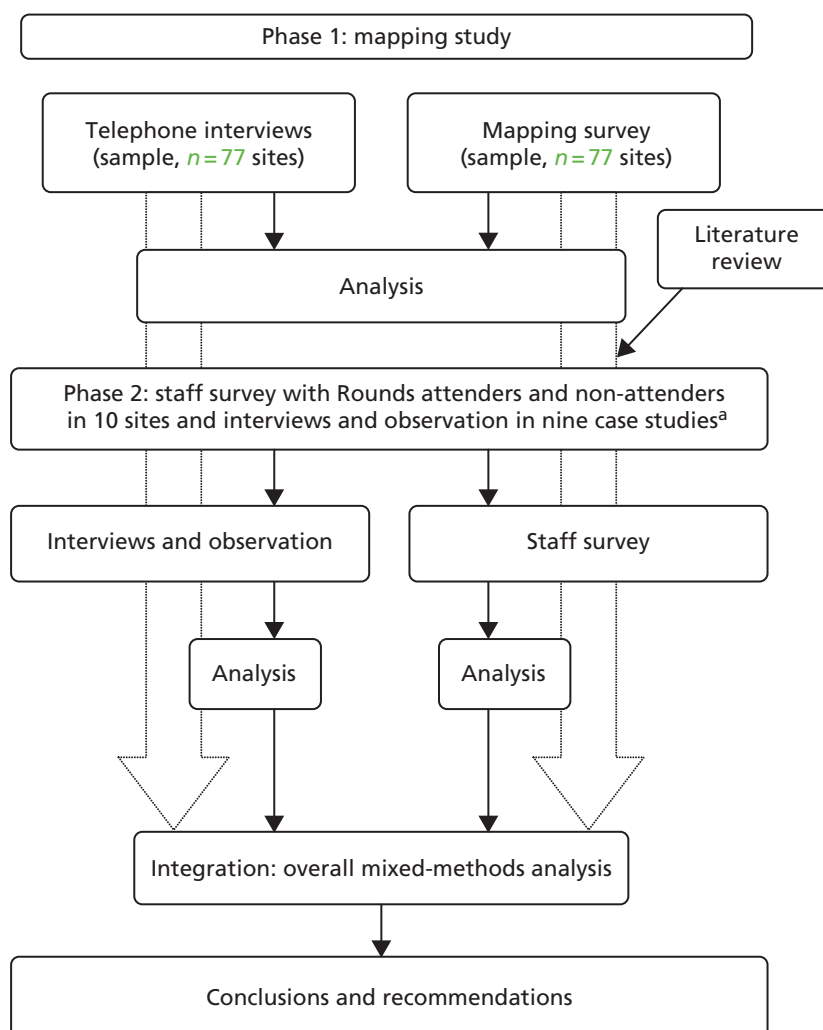 Phase 1: mapping study
Telephone interviews
(sample, n = 77 sites)
Mapping survey
(sample, n = 77 sites)
Literature
review
Analysis
Phase 2: staff survey with Rounds attenders and non-attenders
in 10 sites and interviews and observation in nine case studiesᵃ
Interviews and observation
Staff survey
Analysis
Analysis
Integration: overall mixed-methods analysis
Conclusions and recommendations